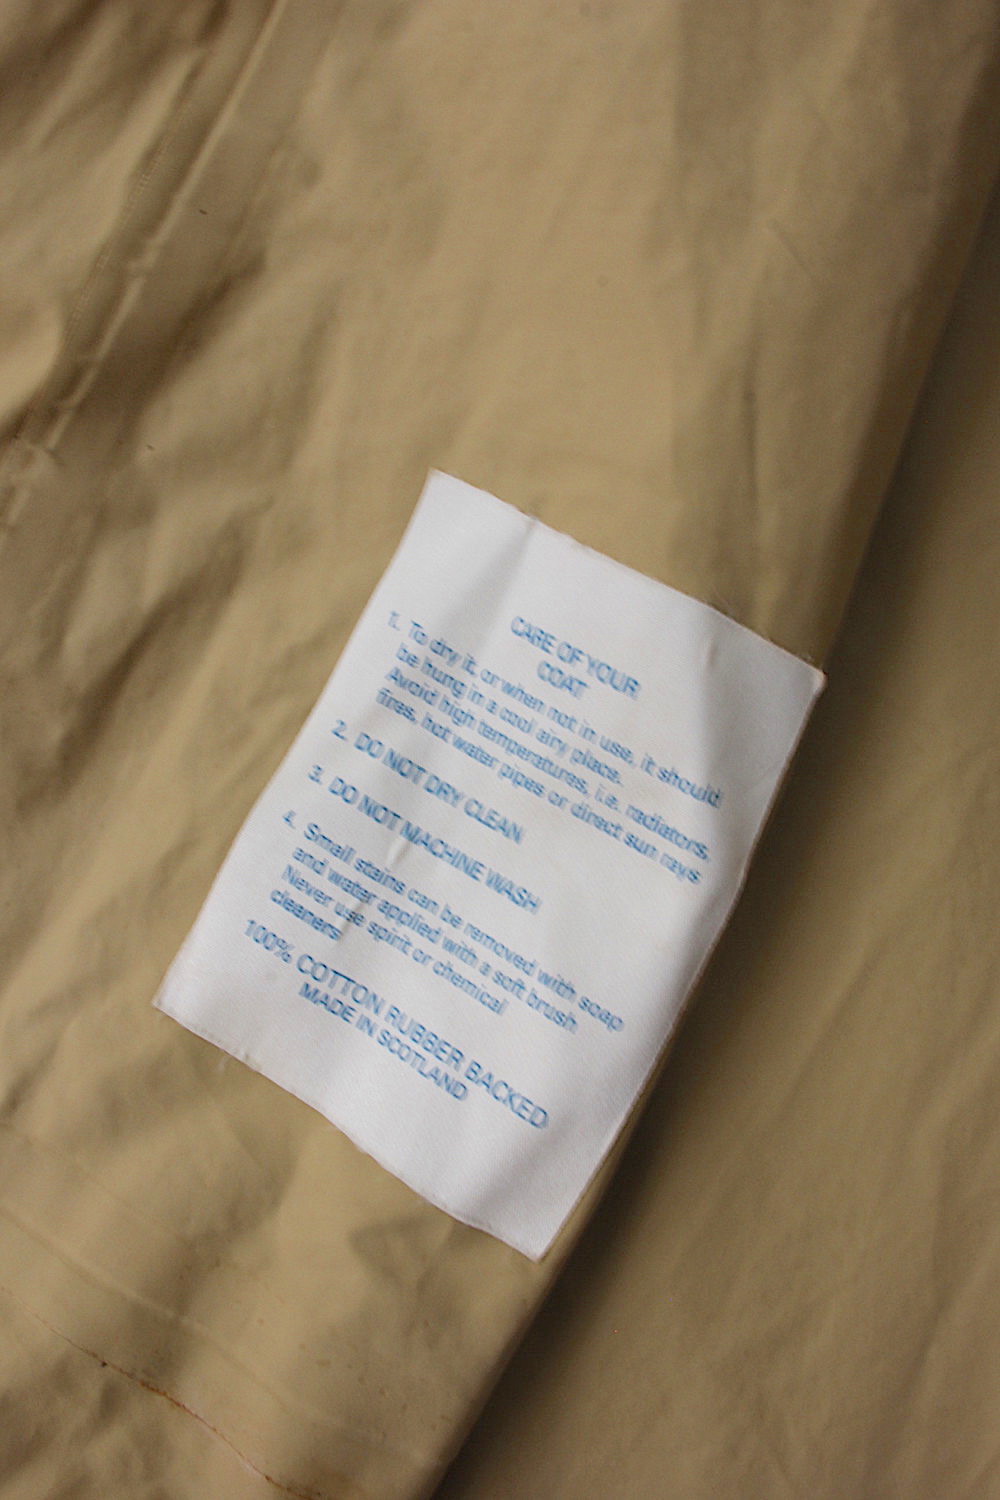 CARE OF YOUR
COAT
1. To dry it, or when not in use, it should
be hung in a cool airy place.
Avoid high temperatures, i.e. radiators,
fires, hot water pipes or direct sun rays.
2. DO NOT DRY CLEAN
3. DO NOT MACHINE WASH
4. Small stains can be removed with soap
and water applied with a soft brush.
Never use spirit or chemical
cleaners
100% COTTON RUBBER BACKED
MADE IN SCOTLAND